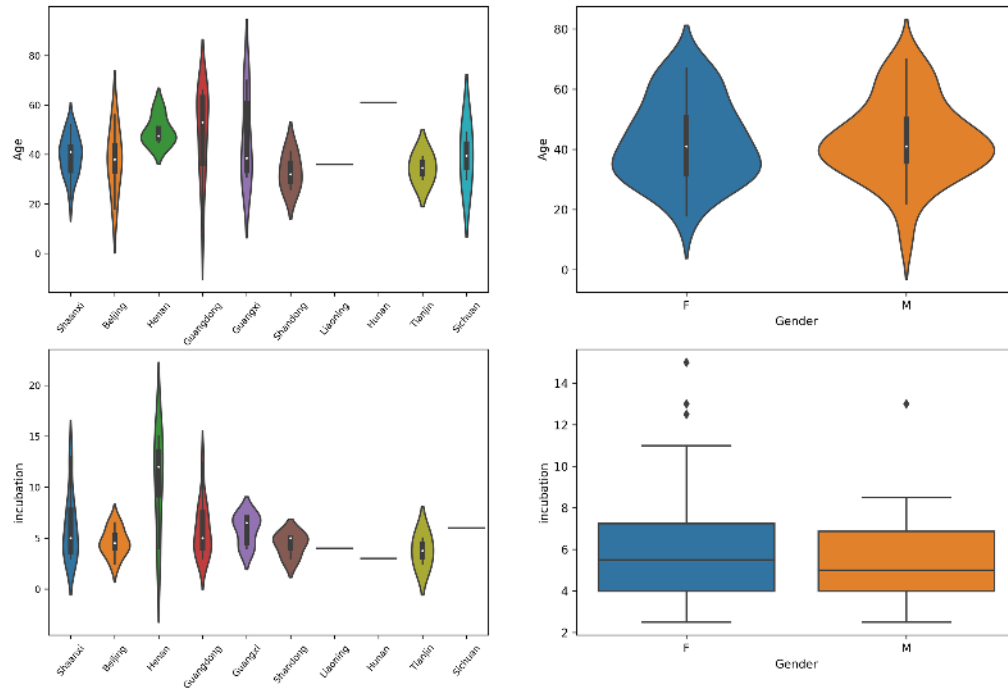 80
60
40
20
0
Age
Shaanxi
Beijing
Henan
Guangdong
Guangxi
Shandong
Liaoning
Hunan
Tianjin
Sichuan
80
60
40
20
0
Age
F
M
Gender
20
15
10
5
0
incubation
Shaanxi
Beijing
Henan
Guangdong
Guangxi
Shandong
Liaoning
Hunan
Tianjin
Sichuan
14
12
10
8
6
4
2
incubation
F
M
Gender